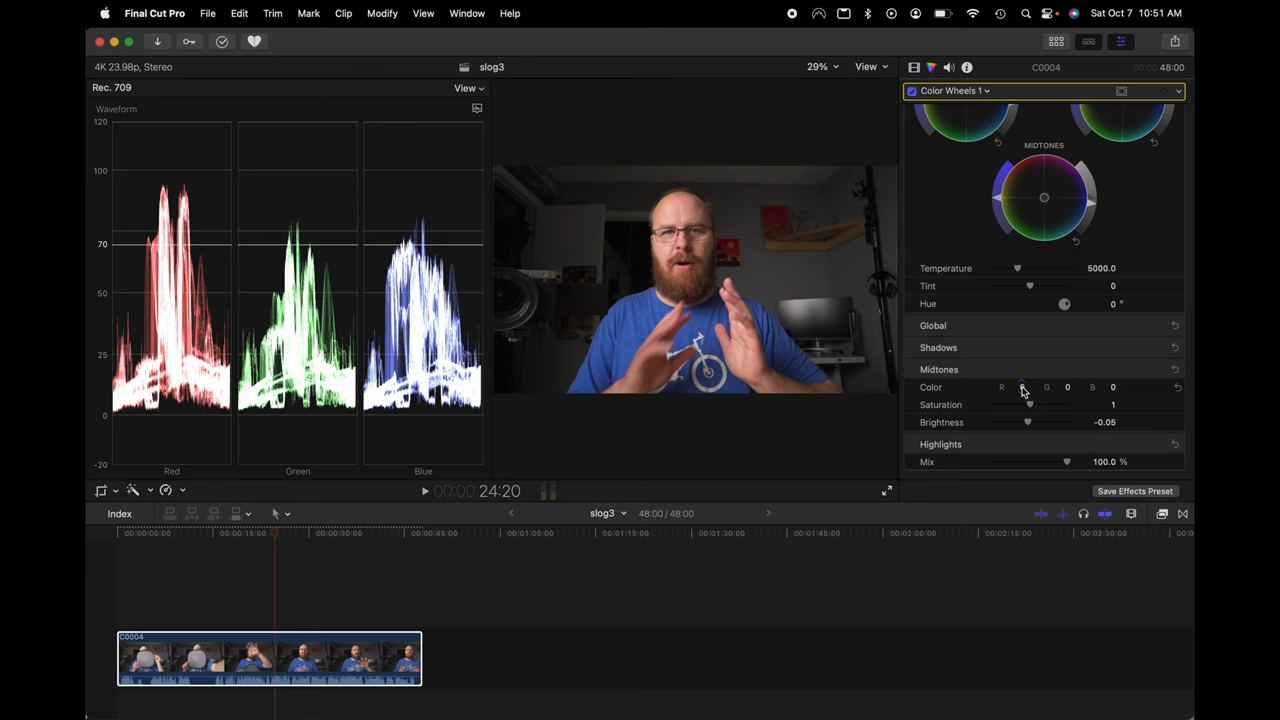 Final Cut Pro File Edit Trim Mark Clip Modify View Window Help Sat Oct 7 10:51 AM
4K 23.98p, Stereo slog3 29% View C0004 00:00:48:00
Rec. 709 View Color Wheels 1
Waveform
120
100
70
50
25
0
-20
Red Green Blue
MIDTONES
Temperature 5000.0
Tint 0
Hue 0 °
Global
Shadows
Midtones
Color R G 0 B 0
Saturation 1
Brightness -0.05
Highlights
Mix 100.0 %
00:00:24:20 Save Effects Preset
Index slog3 48:00 / 48:00
00:00:00:00 00:00:15:00 00:00:30:00 00:00:45:00 00:01:00:00 00:01:15:00 00:01:30:00 00:01:45:00 00:02:00:00 00:02:15:00 00:02:30:00
C0004